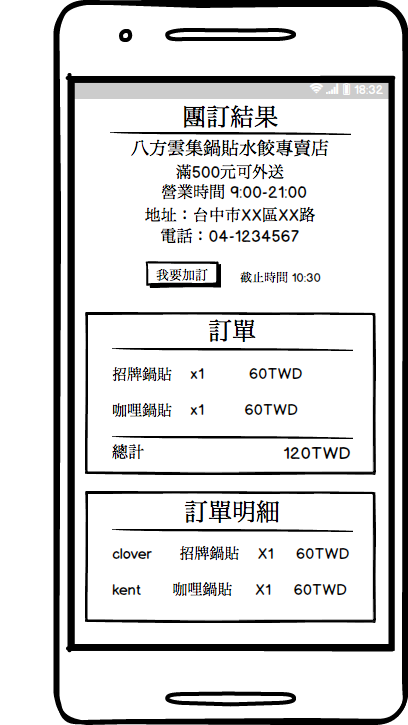 18:32
團訂結果
八方雲集鍋貼水餃專賣店
滿500元可外送
營業時間 9:00-21:00
地址：台中市XX區XX路
電話：04-1234567
我要加訂 截止時間 10:30
訂單
招牌鍋貼 x1 60TWD
咖哩鍋貼 x1 60TWD
總計 120TWD
訂單明細
clover 招牌鍋貼 X1 60TWD
kent 咖哩鍋貼 X1 60TWD